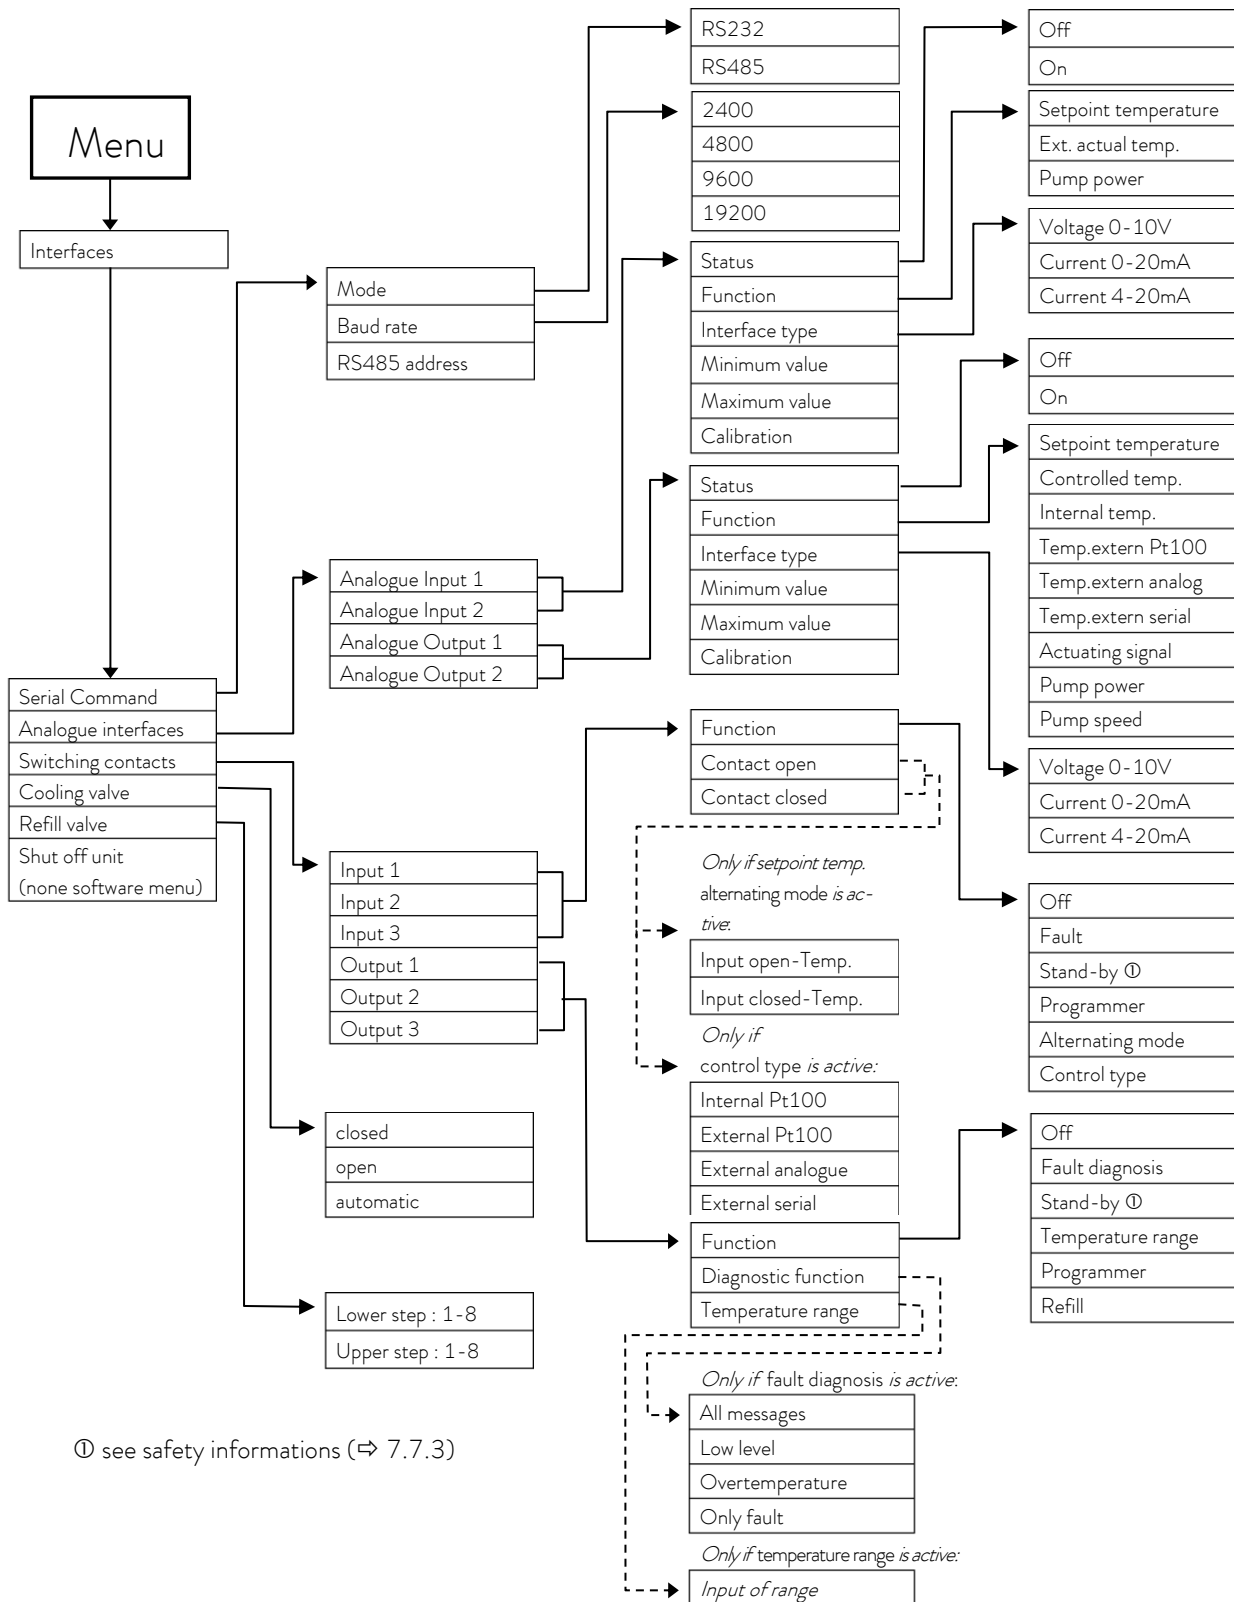 Menu
Interfaces
Serial Command
Analogue interfaces
Switching contacts
Cooling valve
Refill valve
Shut off unit
(none software menu)
Mode
Baud rate
RS485 address
Analogue Input 1
Analogue Input 2
Analogue Output 1
Analogue Output 2
Input 1
Input 2
Input 3
Output 1
Output 2
Output 3
closed
open
automatic
Lower step : 1-8
Upper step : 1-8
① see safety informations (⇨ 7.7.3)
RS232
RS485
2400
4800
9600
19200
Status
Function
Interface type
Minimum value
Maximum value
Calibration
Status
Function
Interface type
Minimum value
Maximum value
Calibration
Function
Contact open
Contact closed
Only if setpoint temp.
alternating mode is ac-
tive:
Input open-Temp.
Input closed-Temp.
Only if
control type is active:
Internal Pt100
External Pt100
External analogue
External serial
Function
Diagnostic function
Temperature range
Only if fault diagnosis is active:
All messages
Low level
Overtemperature
Only fault
Only if temperature range is active:
Input of range
Off
On
Setpoint temperature
Ext. actual temp.
Pump power
Voltage 0-10V
Current 0-20mA
Current 4-20mA
Off
On
Setpoint temperature
Controlled temp.
Internal temp.
Temp.extern Pt100
Temp.extern analog
Temp.extern serial
Actuating signal
Pump power
Pump speed
Voltage 0-10V
Current 0-20mA
Current 4-20mA
Off
Fault
Stand-by ①
Programmer
Alternating mode
Control type
Off
Fault diagnosis
Stand-by ①
Temperature range
Programmer
Refill